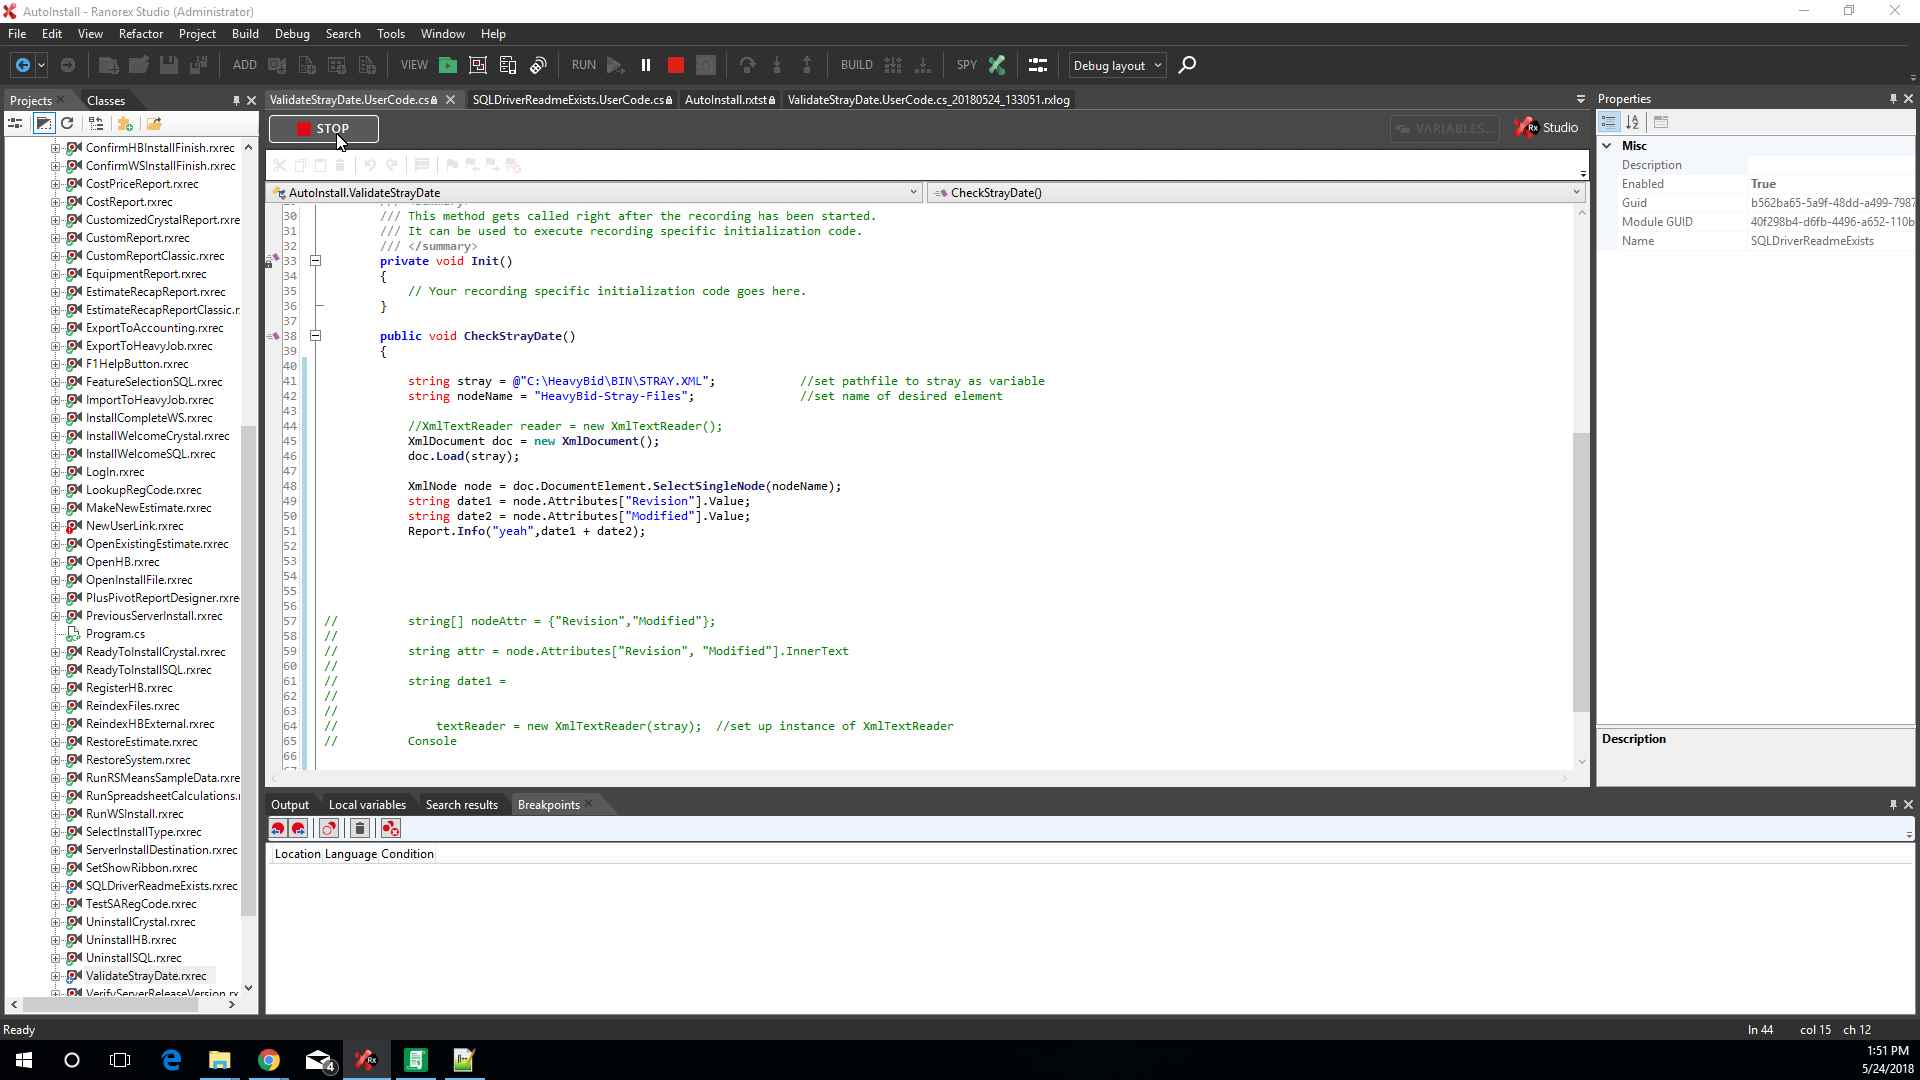 AutoInstall - Ranorex Studio (Administrator)
File Edit View Refactor Project Build Debug Search Tools Window Help
ADD VIEW RUN BUILD SPY Debug layout
Projects Classes
ValidateStrayDate.UserCode.cs SQLDriverReadmeExists.UserCode.cs AutoInstall.rxtst ValidateStrayDate.UserCode.cs_20180524_133051.rxlog
Properties
STOP
VARIABLES...
Rx Studio
AutoInstall.ValidateStrayDate
CheckStrayDate()
ConfirmHBInstallFinish.rxrec
ConfirmWSInstallFinish.rxrec
CostPriceReport.rxrec
CostReport.rxrec
CustomizedCrystalReport.rxre
CustomReport.rxrec
CustomReportClassic.rxrec
EquipmentReport.rxrec
EstimateRecapReport.rxrec
EstimateRecapReportClassic.r
ExportToAccounting.rxrec
ExportToHeavyJob.rxrec
F1HelpButton.rxrec
FeatureSelectionSQL.rxrec
ImportToHeavyJob.rxrec
InstallCompleteWS.rxrec
InstallWelcomeCrystal.rxrec
InstallWelcomeSQL.rxrec
LogIn.rxrec
LookupRegCode.rxrec
MakeNewEstimate.rxrec
NewUserLink.rxrec
OpenExistingEstimate.rxrec
OpenHB.rxrec
OpenInstallFile.rxrec
PlusPivotReportDesigner.rxre
PreviousServerInstall.rxrec
Program.cs
ReadyToInstallCrystal.rxrec
ReadyToInstallSQL.rxrec
RegisterHB.rxrec
ReindexFiles.rxrec
ReindexHBExternal.rxrec
RestoreEstimate.rxrec
RestoreSystem.rxrec
RunRSMeansSampleData.rxre
RunSpreadsheetCalculations.r
RunWSInstall.rxrec
SelectInstallType.rxrec
ServerInstallDestination.rxrec
SetShowRibbon.rxrec
SQLDriverReadmeExists.rxrec
TestSARegCode.rxrec
UninstallCrystal.rxrec
UninstallHB.rxrec
UninstallSQL.rxrec
ValidateStrayDate.rxrec
VerifyServerReleaseVersion.rx
30 /// This method gets called right after the recording has been started.
31 /// It can be used to execute recording specific initialization code.
32 /// </summary>
33 private void Init()
34 {
35 // Your recording specific initialization code goes here.
36 }
37
38 public void CheckStrayDate()
39 {
40
41 string stray = @"C:\HeavyBid\BIN\STRAY.XML"; //set pathfile to stray as variable
42 string nodeName = "HeavyBid-Stray-Files"; //set name of desired element
43
44 //XmlTextReader reader = new XmlTextReader();
45 XmlDocument doc = new XmlDocument();
46 doc.Load(stray);
47
48 XmlNode node = doc.DocumentElement.SelectSingleNode(nodeName);
49 string date1 = node.Attributes["Revision"].Value;
50 string date2 = node.Attributes["Modified"].Value;
51 Report.Info("yeah",date1 + date2);
52
53
54
55
56
57 // string[] nodeAttr = {"Revision","Modified"};
58 //
59 // string attr = node.Attributes["Revision", "Modified"].InnerText
60 //
61 // string date1 =
62 //
63 //
64 // textReader = new XmlTextReader(stray); //set up instance of XmlTextReader
65 // Console
66
Misc
Description
Enabled True
Guid b562ba65-5a9f-48dd-a499-7987
Module GUID 40f298b4-d6fb-4496-a652-110b
Name SQLDriverReadmeExists
Description
Output Local variables Search results Breakpoints
Location Language Condition
Ready
ln 44 col 15 ch 12
4
Rx
1:51 PM
5/24/2018